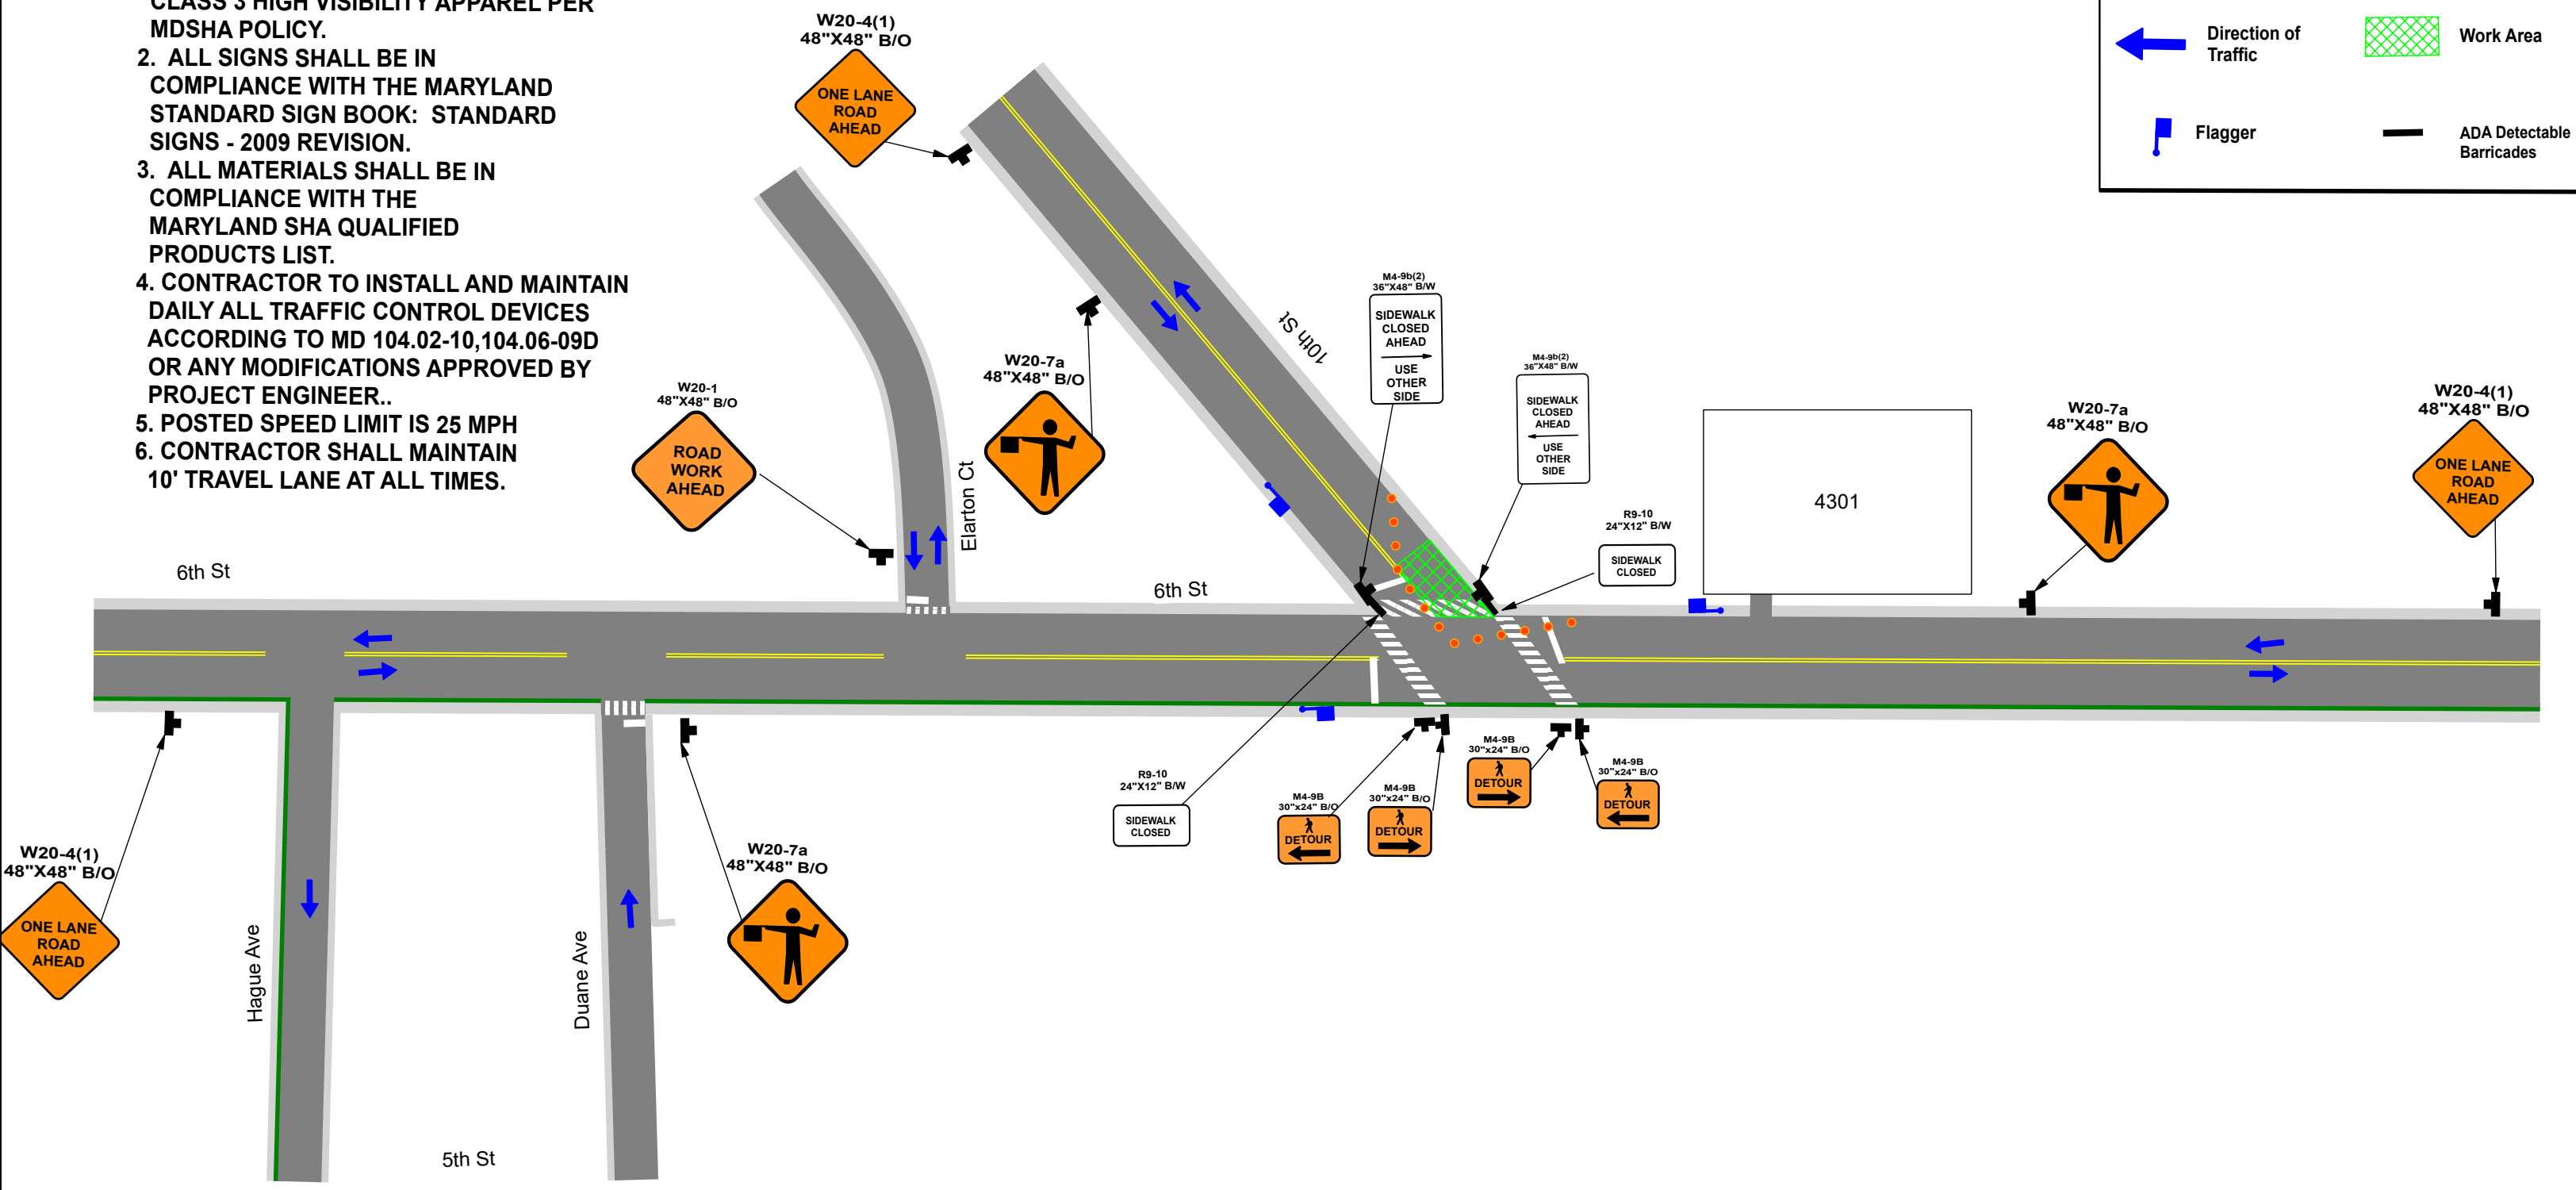 CLASS 3 HIGH VISIBILITY APPAREL PER
MDSHA POLICY.
2. ALL SIGNS SHALL BE IN
COMPLIANCE WITH THE MARYLAND
STANDARD SIGN BOOK: STANDARD
SIGNS - 2009 REVISION.
3. ALL MATERIALS SHALL BE IN
COMPLIANCE WITH THE
MARYLAND SHA QUALIFIED
PRODUCTS LIST.
4. CONTRACTOR TO INSTALL AND MAINTAIN
DAILY ALL TRAFFIC CONTROL DEVICES
ACCORDING TO MD 104.02-10,104.06-09D
OR ANY MODIFICATIONS APPROVED BY
PROJECT ENGINEER..
5. POSTED SPEED LIMIT IS 25 MPH
6. CONTRACTOR SHALL MAINTAIN
10' TRAVEL LANE AT ALL TIMES.
W20-4(1)
48"X48" B/O
ONE LANE
ROAD
AHEAD
Direction of
Traffic
Work Area
Flagger
ADA Detectable
Barricades
W20-1
48"X48" B/O
ROAD
WORK
AHEAD
Elarton Ct
W20-7a
48"X48" B/O
10th St
M4-9b(2)
36"X48" B/W
SIDEWALK
CLOSED
AHEAD
USE
OTHER
SIDE
M4-9b(2)
36"X48" B/W
SIDEWALK
CLOSED
AHEAD
USE
OTHER
SIDE
R9-10
24"X12" B/W
SIDEWALK
CLOSED
4301
W20-7a
48"X48" B/O
W20-4(1)
48"X48" B/O
ONE LANE
ROAD
AHEAD
6th St
6th St
W20-4(1)
48"X48" B/O
ONE LANE
ROAD
AHEAD
Hague Ave
Duane Ave
5th St
W20-7a
48"X48" B/O
R9-10
24"X12" B/W
SIDEWALK
CLOSED
M4-9B
30"x24" B/O
DETOUR
M4-9B
30"x24" B/O
DETOUR
M4-9B
30"x24" B/O
DETOUR
M4-9B
30"x24" B/O
DETOUR